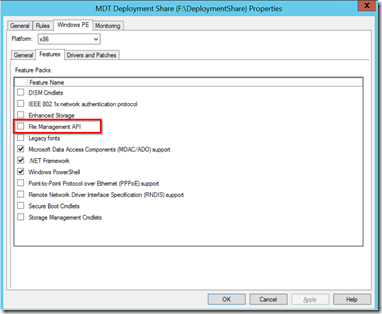 MDT Deployment Share (F:\DeploymentShare) Properties
General Rules Windows PE Monitoring
Platform: x86
General Features Drivers and Patches
Feature Packs:
Feature Name
DISM Cmdlets
IEEE 802.1x network authentication protocol
Enhanced Storage
File Management API
Legacy fonts
Microsoft Data Access Components (MDAC/ADO) support
.NET Framework
Windows PowerShell
Point-to-Point Protocol over Ethernet (PPPoE) support
Remote Network Driver Interface Specification (RNDIS) support
Secure Boot Cmdlets
Storage Management Cmdlets
OK Cancel Apply Help